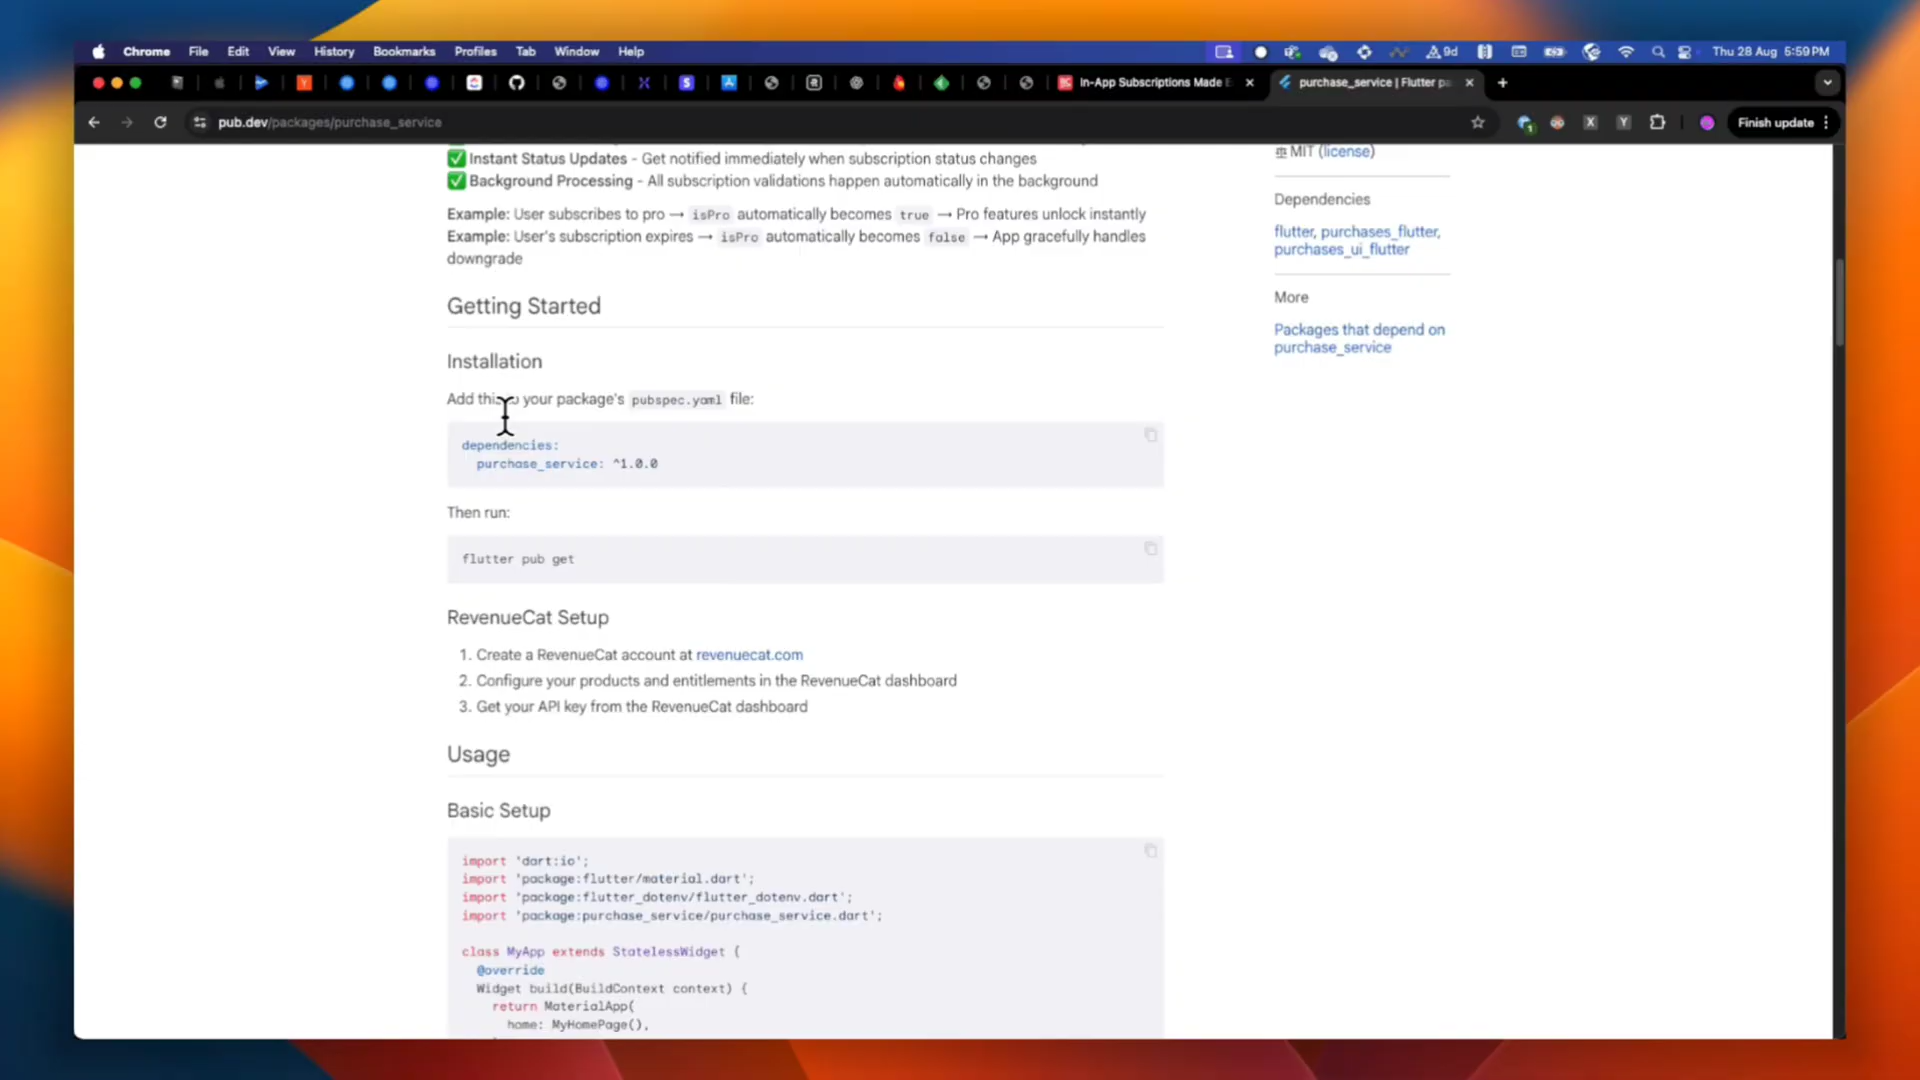 Chrome File Edit View History Bookmarks Profiles Tab Window Help 9d Thu 28 Aug 5:59 PM
In-App Subscriptions Made purchase_service | Flutter pa
pub.dev/packages/purchase_service Finish update
✅ Instant Status Updates - Get notified immediately when subscription status changes
✅ Background Processing - All subscription validations happen automatically in the background
Example: User subscribes to pro → isPro automatically becomes true → Pro features unlock instantly
Example: User's subscription expires → isPro automatically becomes false → App gracefully handles
downgrade
Getting Started
Installation
Add this your package's pubspec.yaml file:
dependencies:
purchase_service: ^1.0.0
Then run:
flutter pub get
RevenueCat Setup
1. Create a RevenueCat account at revenuecat.com
2. Configure your products and entitlements in the RevenueCat dashboard
3. Get your API key from the RevenueCat dashboard
Usage
Basic Setup
import 'dart:io';
import 'package:flutter/material.dart';
import 'package:flutter_dotenv/flutter_dotenv.dart';
import 'package:purchase_service/purchase_service.dart';
class MyApp extends StatelessWidget {
@override
Widget build(BuildContext context) {
return MaterialApp(
home: MyHomePage(),
MIT (license)
Dependencies
flutter, purchases_flutter,
purchases_ui_flutter
More
Packages that depend on
purchase_service